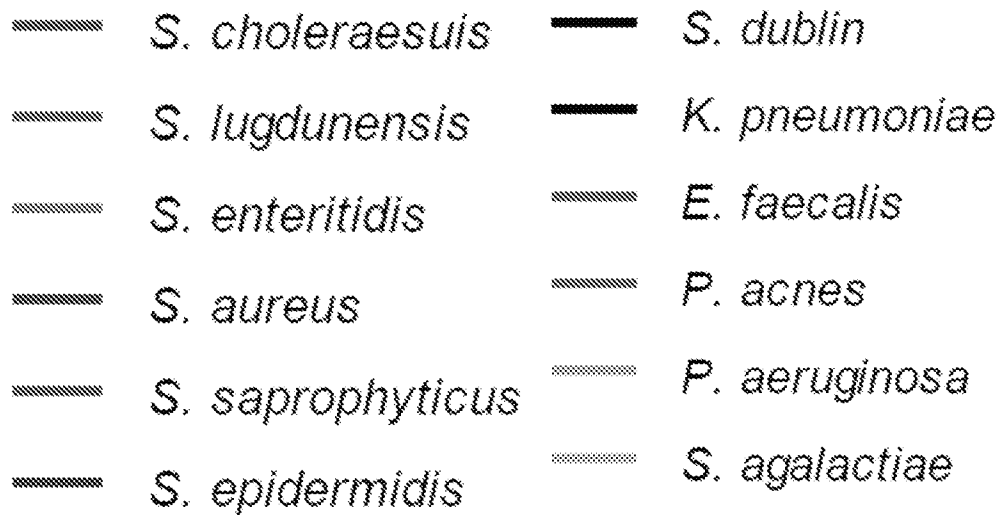 S. choleraesuis
S. lugdunensis
S. enteritidis
S. aureus
S. saprophyticus
S. epidermidis
S. dublin
K. pneumoniae
E. faecalis
P. acnes
P. aeruginosa
S. agalactiae